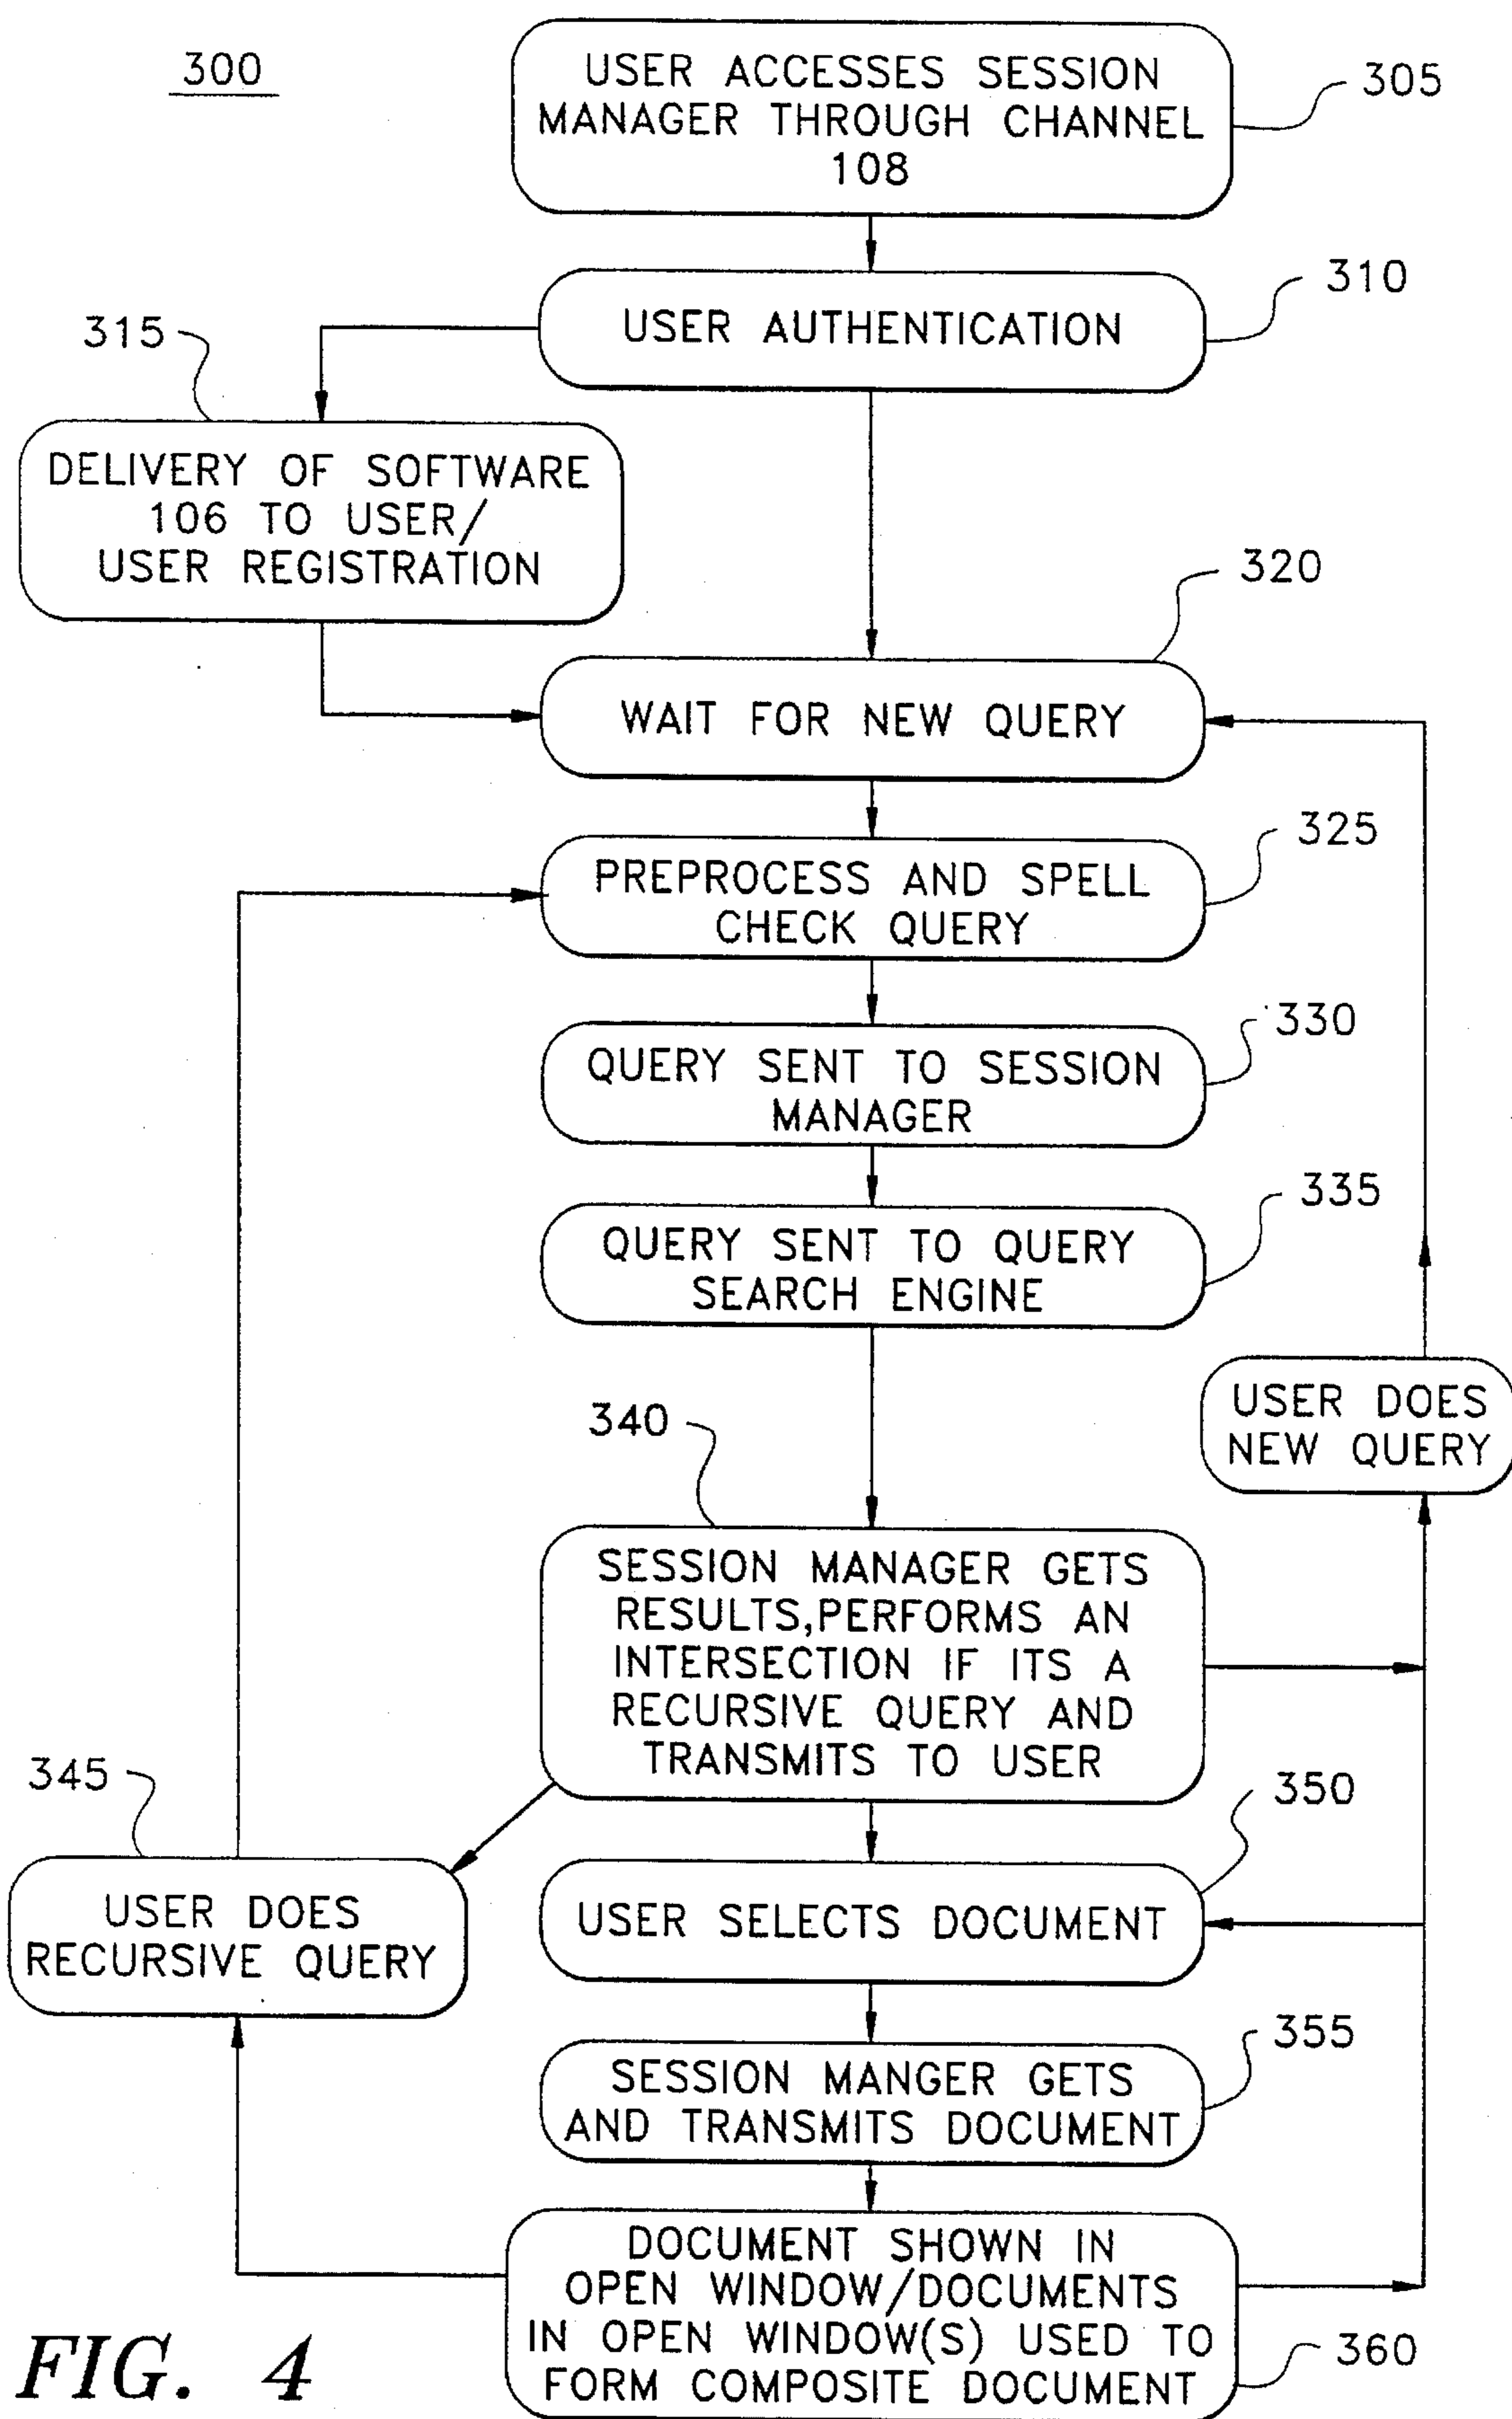 300
USER ACCESSES SESSION
MANAGER THROUGH CHANNEL
108
305
USER AUTHENTICATION
310
315
DELIVERY OF SOFTWARE
106 TO USER/
USER REGISTRATION
320
WAIT FOR NEW QUERY
325
PREPROCESS AND SPELL
CHECK QUERY
330
QUERY SENT TO SESSION
MANAGER
335
QUERY SENT TO QUERY
SEARCH ENGINE
USER DOES
NEW QUERY
340
SESSION MANAGER GETS
RESULTS,PERFORMS AN
INTERSECTION IF ITS A
RECURSIVE QUERY AND
TRANSMITS TO USER
345
USER DOES
RECURSIVE QUERY
350
USER SELECTS DOCUMENT
355
SESSION MANGER GETS
AND TRANSMITS DOCUMENT
DOCUMENT SHOWN IN
OPEN WINDOW/DOCUMENTS
IN OPEN WINDOW(S) USED TO
FORM COMPOSITE DOCUMENT
360
FIG. 4